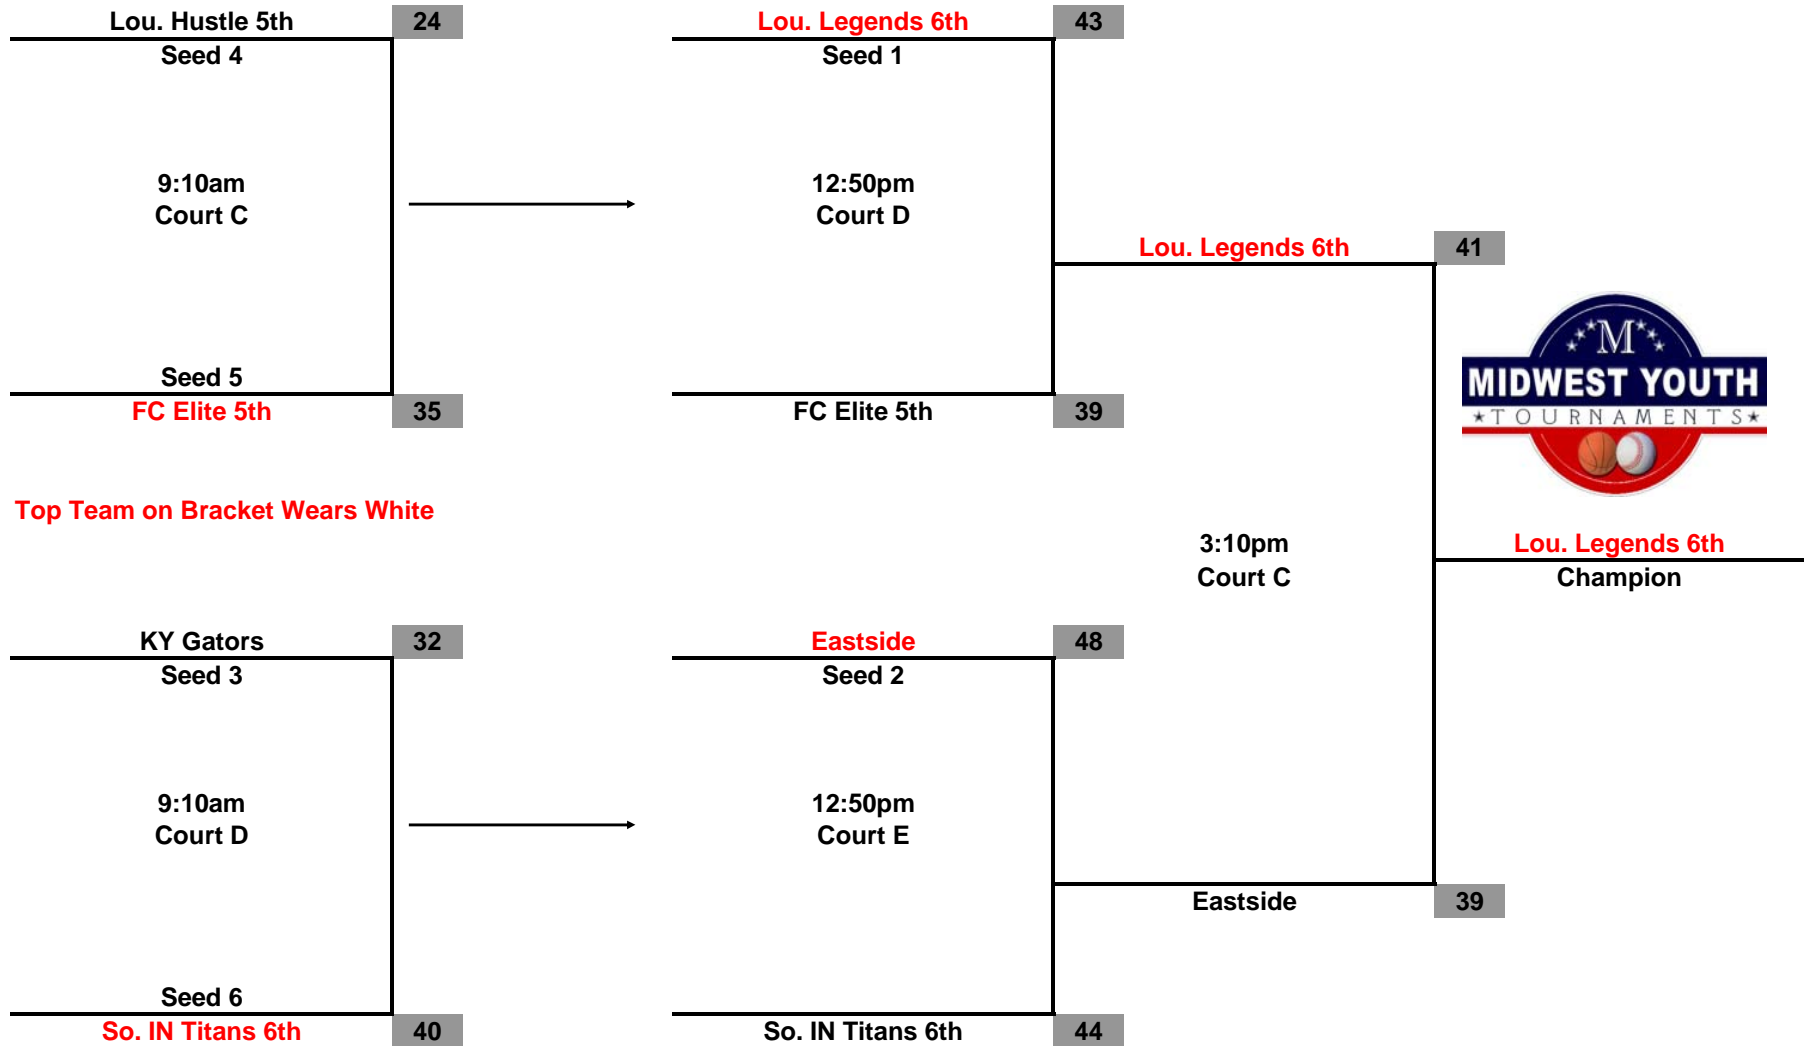 Lou. Hustle 5th 24
Seed 4
9:10am
Court C
Seed 5
FC Elite 5th 35
Lou. Legends 6th 43
Seed 1
12:50pm
Court D
FC Elite 5th 39
Lou. Legends 6th 41
M
MIDWEST YOUTH
TOURNAMENTS
Top Team on Bracket Wears White
3:10pm
Court C
Lou. Legends 6th
Champion
KY Gators 32
Seed 3
9:10am
Court D
Seed 6
So. IN Titans 6th 40
Eastside 48
Seed 2
12:50pm
Court E
So. IN Titans 6th 44
Eastside 39